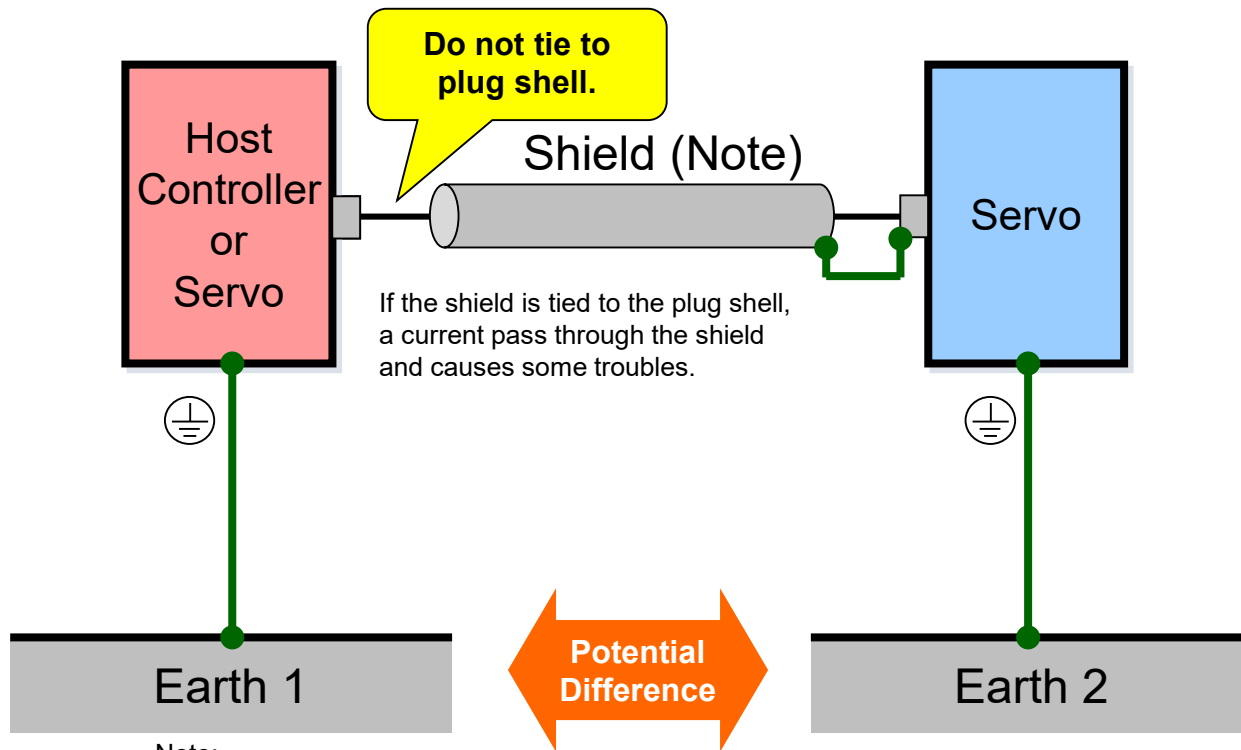 Do not tie to
plug shell.
Host
Controller
or
Servo
Shield (Note)
Servo
If the shield is tied to the plug shell,
a current pass through the shield
and causes some troubles.
Potential
Difference
Earth 1
Earth 2
Note: